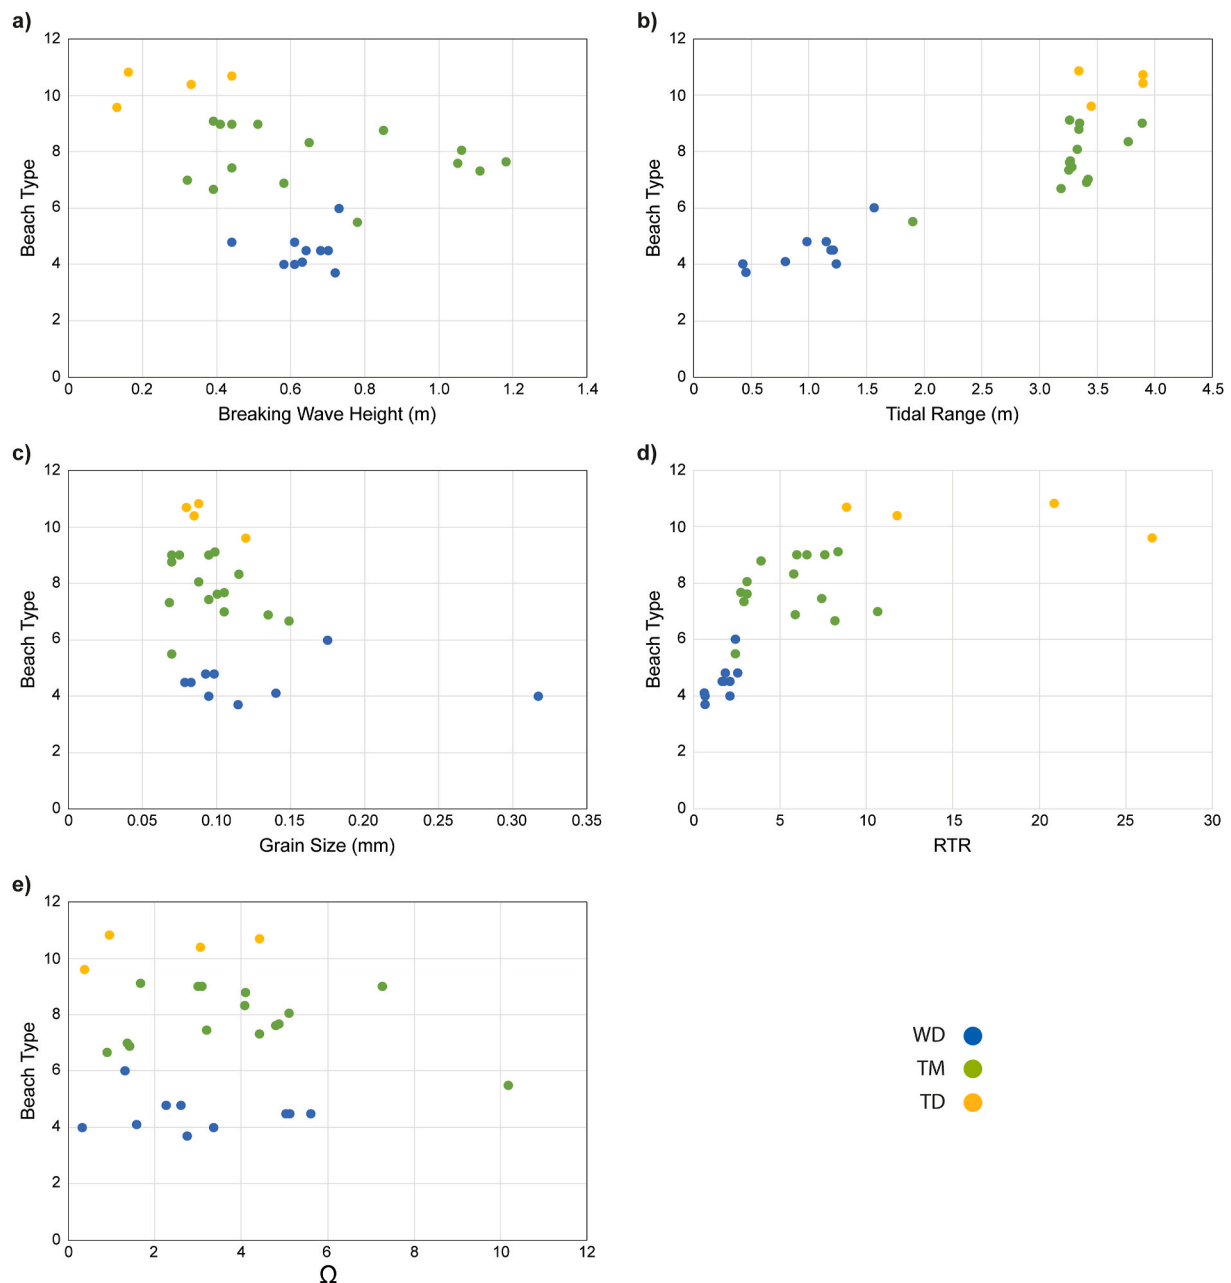 a)
12
10
8
6
4
2
0
Beach Type
0 0.2 0.4 0.6 0.8 1.0 1.2 1.4
Breaking Wave Height (m)
b)
12
10
8
6
4
2
0
Beach Type
0 0.5 1.0 1.5 2.0 2.5 3.0 3.5 4.0 4.5
Tidal Range (m)
c)
12
10
8
6
4
2
0
Beach Type
0 0.05 0.10 0.15 0.20 0.25 0.30 0.35
Grain Size (mm)
d)
12
10
8
6
4
2
0
Beach Type
0 5 10 15 20 25 30
RTR
e)
12
10
8
6
4
2
0
Beach Type
0 2 4 6 8 10 12
Ω
WD
TM
TD